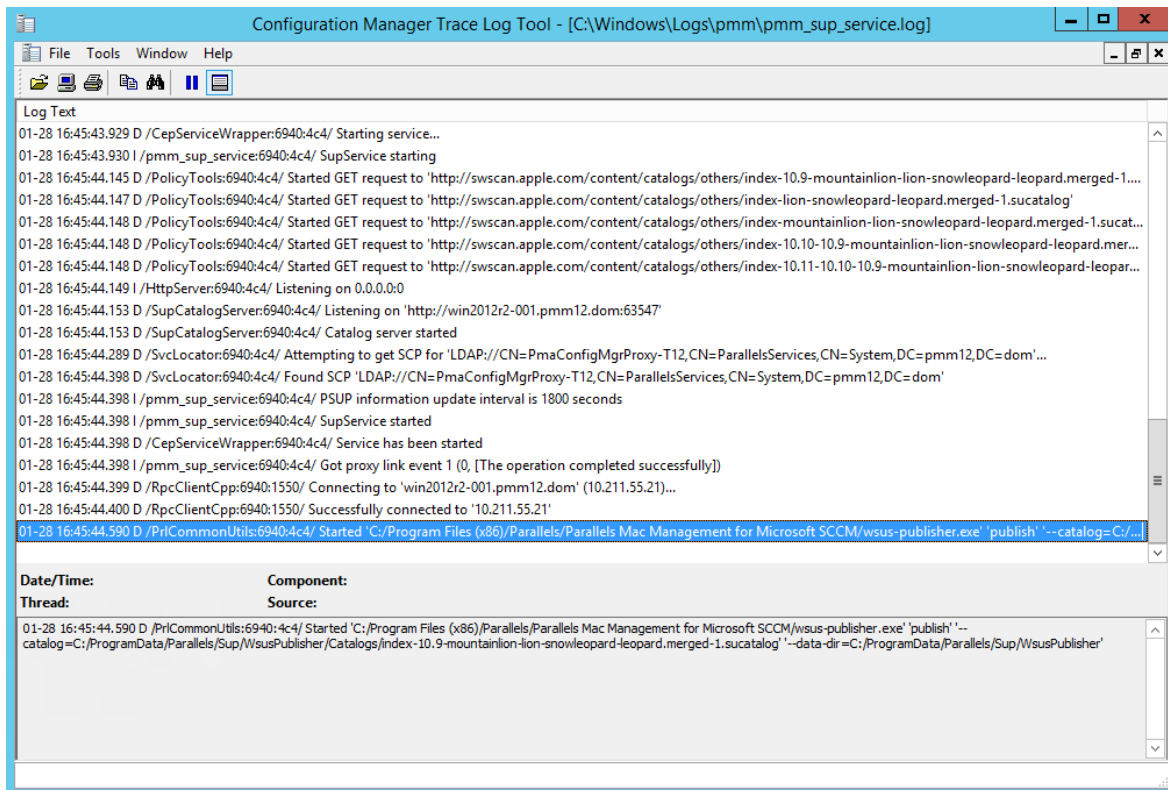 Configuration Manager Trace Log Tool - [C:\Windows\Logs\pmm\pmm_sup_service.log]
File Tools Window Help
Log Text
01-28 16:45:43.929 D /CepServiceWrapper:6940:4c4/ Starting service...
01-28 16:45:43.930 I /pmm_sup_service:6940:4c4/ SupService starting
01-28 16:45:44.145 D /PolicyTools:6940:4c4/ Started GET request to 'http://swscan.apple.com/content/catalogs/others/index-10.9-mountainlion-lion-snowleopard-leopard.merged-1....
01-28 16:45:44.147 D /PolicyTools:6940:4c4/ Started GET request to 'http://swscan.apple.com/content/catalogs/others/index-lion-snowleopard-leopard.merged-1.sucatalog'
01-28 16:45:44.148 D /PolicyTools:6940:4c4/ Started GET request to 'http://swscan.apple.com/content/catalogs/others/index-mountainlion-lion-snowleopard-leopard.merged-1.sucat...
01-28 16:45:44.148 D /PolicyTools:6940:4c4/ Started GET request to 'http://swscan.apple.com/content/catalogs/others/index-10.10-10.9-mountainlion-lion-snowleopard-leopard.mer...
01-28 16:45:44.148 D /PolicyTools:6940:4c4/ Started GET request to 'http://swscan.apple.com/content/catalogs/others/index-10.11-10.10-10.9-mountainlion-lion-snowleopard-leopar...
01-28 16:45:44.149 I /HttpServer:6940:4c4/ Listening on 0.0.0.0:0
01-28 16:45:44.153 D /SupCatalogServer:6940:4c4/ Listening on 'http://win2012r2-001.pmm12.dom:63547'
01-28 16:45:44.153 D /SupCatalogServer:6940:4c4/ Catalog server started
01-28 16:45:44.289 D /SvcLocator:6940:4c4/ Attempting to get SCP for 'LDAP://CN=PmaConfigMgrProxy-T12,CN=ParallelsServices,CN=System,DC=pmm12,DC=dom'...
01-28 16:45:44.398 D /SvcLocator:6940:4c4/ Found SCP 'LDAP://CN=PmaConfigMgrProxy-T12,CN=ParallelsServices,CN=System,DC=pmm12,DC=dom'
01-28 16:45:44.398 I /pmm_sup_service:6940:4c4/ PSUP information update interval is 1800 seconds
01-28 16:45:44.398 I /pmm_sup_service:6940:4c4/ SupService started
01-28 16:45:44.398 D /CepServiceWrapper:6940:4c4/ Service has been started
01-28 16:45:44.398 I /pmm_sup_service:6940:4c4/ Got proxy link event 1 (0, [The operation completed successfully])
01-28 16:45:44.399 D /RpcClientCpp:6940:1550/ Connecting to 'win2012r2-001.pmm12.dom' (10.211.55.21)...
01-28 16:45:44.400 D /RpcClientCpp:6940:1550/ Successfully connected to '10.211.55.21'
01-28 16:45:44.590 D /PrlCommonUtils:6940:4c4/ Started 'C:/Program Files (x86)/Parallels/Parallels Mac Management for Microsoft SCCM/wsus-publisher.exe' 'publish' '--catalog=C:/...
Date/Time: Component:
Thread: Source:
01-28 16:45:44.590 D /PrlCommonUtils:6940:4c4/ Started 'C:/Program Files (x86)/Parallels/Parallels Mac Management for Microsoft SCCM/wsus-publisher.exe' 'publish' '--
catalog=C:/ProgramData/Parallels/Sup/WsusPublisher/Catalogs/index-10.9-mountainlion-lion-snowleopard-leopard.merged-1.sucatalog' '--data-dir=C:/ProgramData/Parallels/Sup/WsusPublisher'